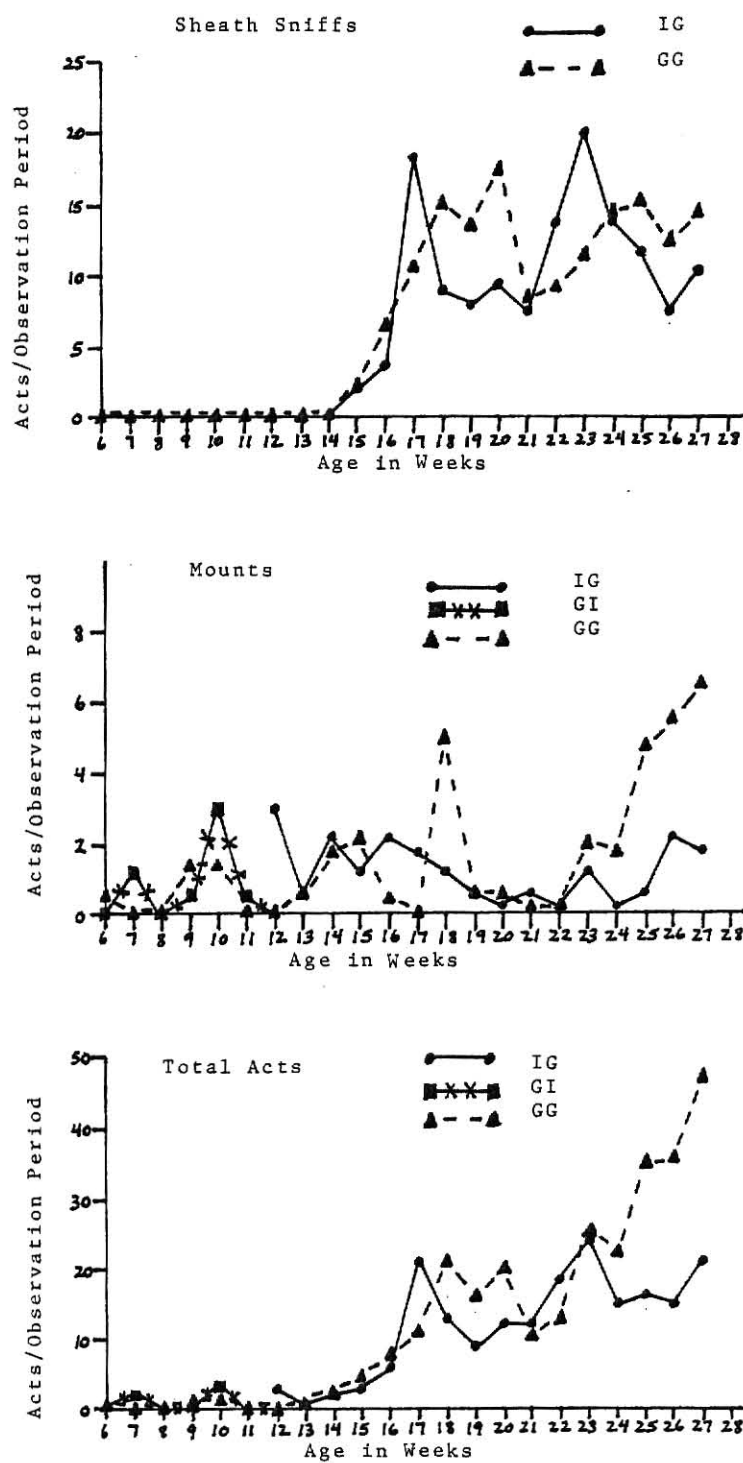 Sheath Sniffs
IG
GG
Acts/Observation Period
25
20
15
10
5
0
6 7 8 9 10 11 12 13 14 15 16 17 18 19 20 21 22 23 24 25 26 27 28
Age in Weeks
Mounts
IG
GI
GG
Acts/Observation Period
8
6
4
2
0
6 7 8 9 10 11 12 13 14 15 16 17 18 19 20 21 22 23 24 25 26 27 28
Age in Weeks
Total Acts
IG
GI
GG
Acts/Observation Period
50
40
30
20
10
0
6 7 8 9 10 11 12 13 14 15 16 17 18 19 20 21 22 23 24 25 26 27 28
Age in Weeks